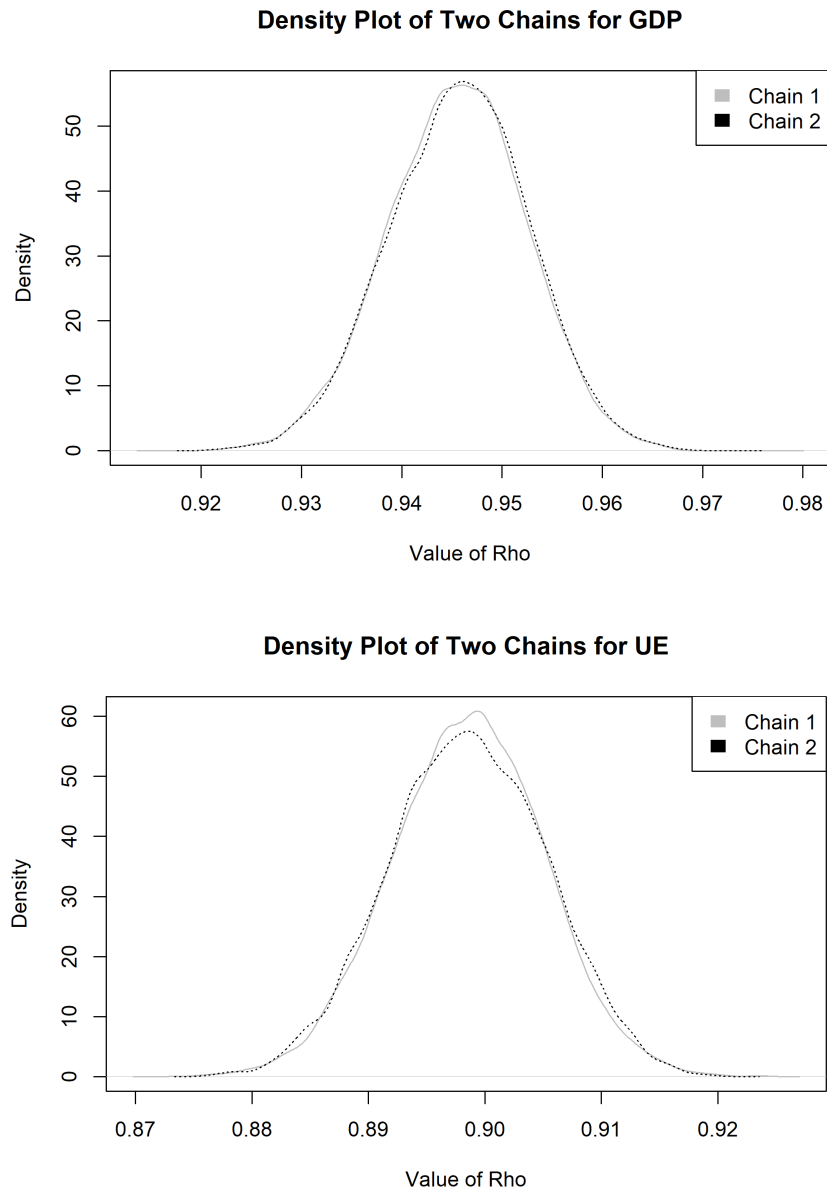 Density Plot of Two Chains for GDP
Chain 1
Chain 2
Density
50
40
30
20
10
0
0.92 0.93 0.94 0.95 0.96 0.97 0.98
Value of Rho
Density Plot of Two Chains for UE
Chain 1
Chain 2
Density
60
50
40
30
20
10
0
0.87 0.88 0.89 0.90 0.91 0.92
Value of Rho